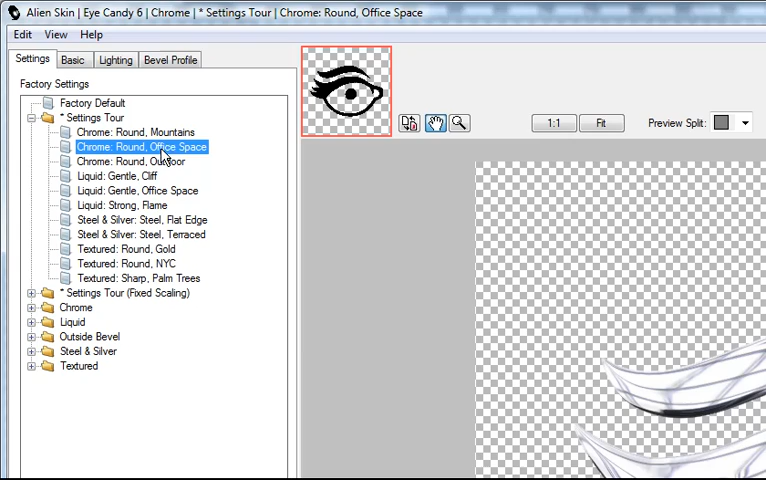 Alien Skin | Eye Candy 6 | Chrome | * Settings Tour | Chrome: Round, Office Space
Edit View Help
Settings Basic Lighting Bevel Profile
Factory Settings
Factory Default
* Settings Tour
Chrome: Round, Mountains
Chrome: Round, Office Space
Chrome: Round,
Liquid: Gentle, Cliff
Liquid: Gentle, Office Space
Liquid: Strong, Flame
Steel & Silver: Steel, Flat Edge
Steel & Silver: Steel, Terraced
Textured: Round, Gold
Textured: Round, NYC
Textured: Sharp, Palm Trees
* Settings Tour (Fixed Scaling)
Chrome
Liquid
Outside Bevel
Steel & Silver
Textured
1:1 Fit Preview Split: